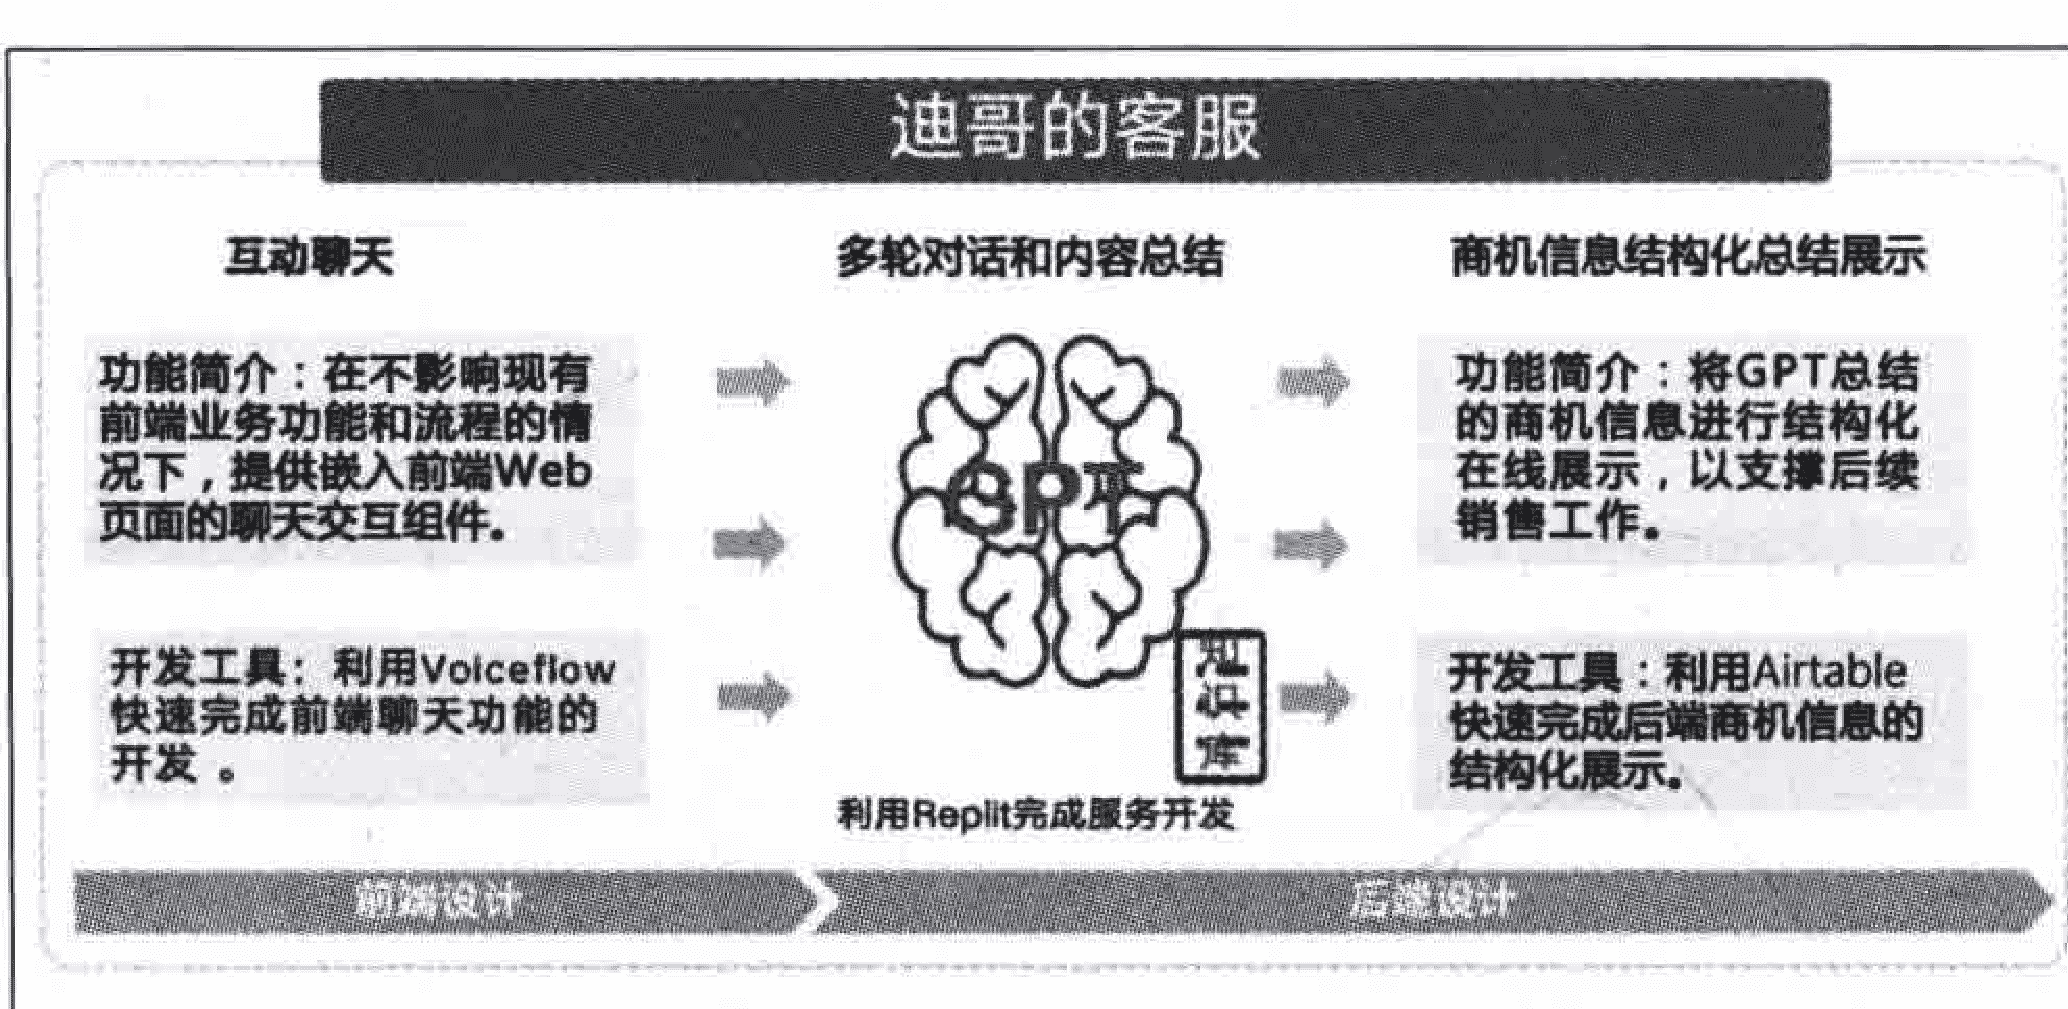 迪哥的客服
互动聊天
功能简介：在不影响现有
前端业务功能和流程的情
况下，提供嵌入前端Web
页面的聊天交互组件。
开发工具：利用Voiceflow
快速完成前端聊天功能的
开发 。
多轮对话和内容总结
GPT
知
识
库
利用Replit完成服务开发
商机信息结构化总结展示
功能简介：将GPT总结
的商机信息进行结构化
在线展示，以支撑后续
销售工作。
开发工具：利用Airtable
快速完成后端商机信息的
结构化展示。
前端设计
后端设计